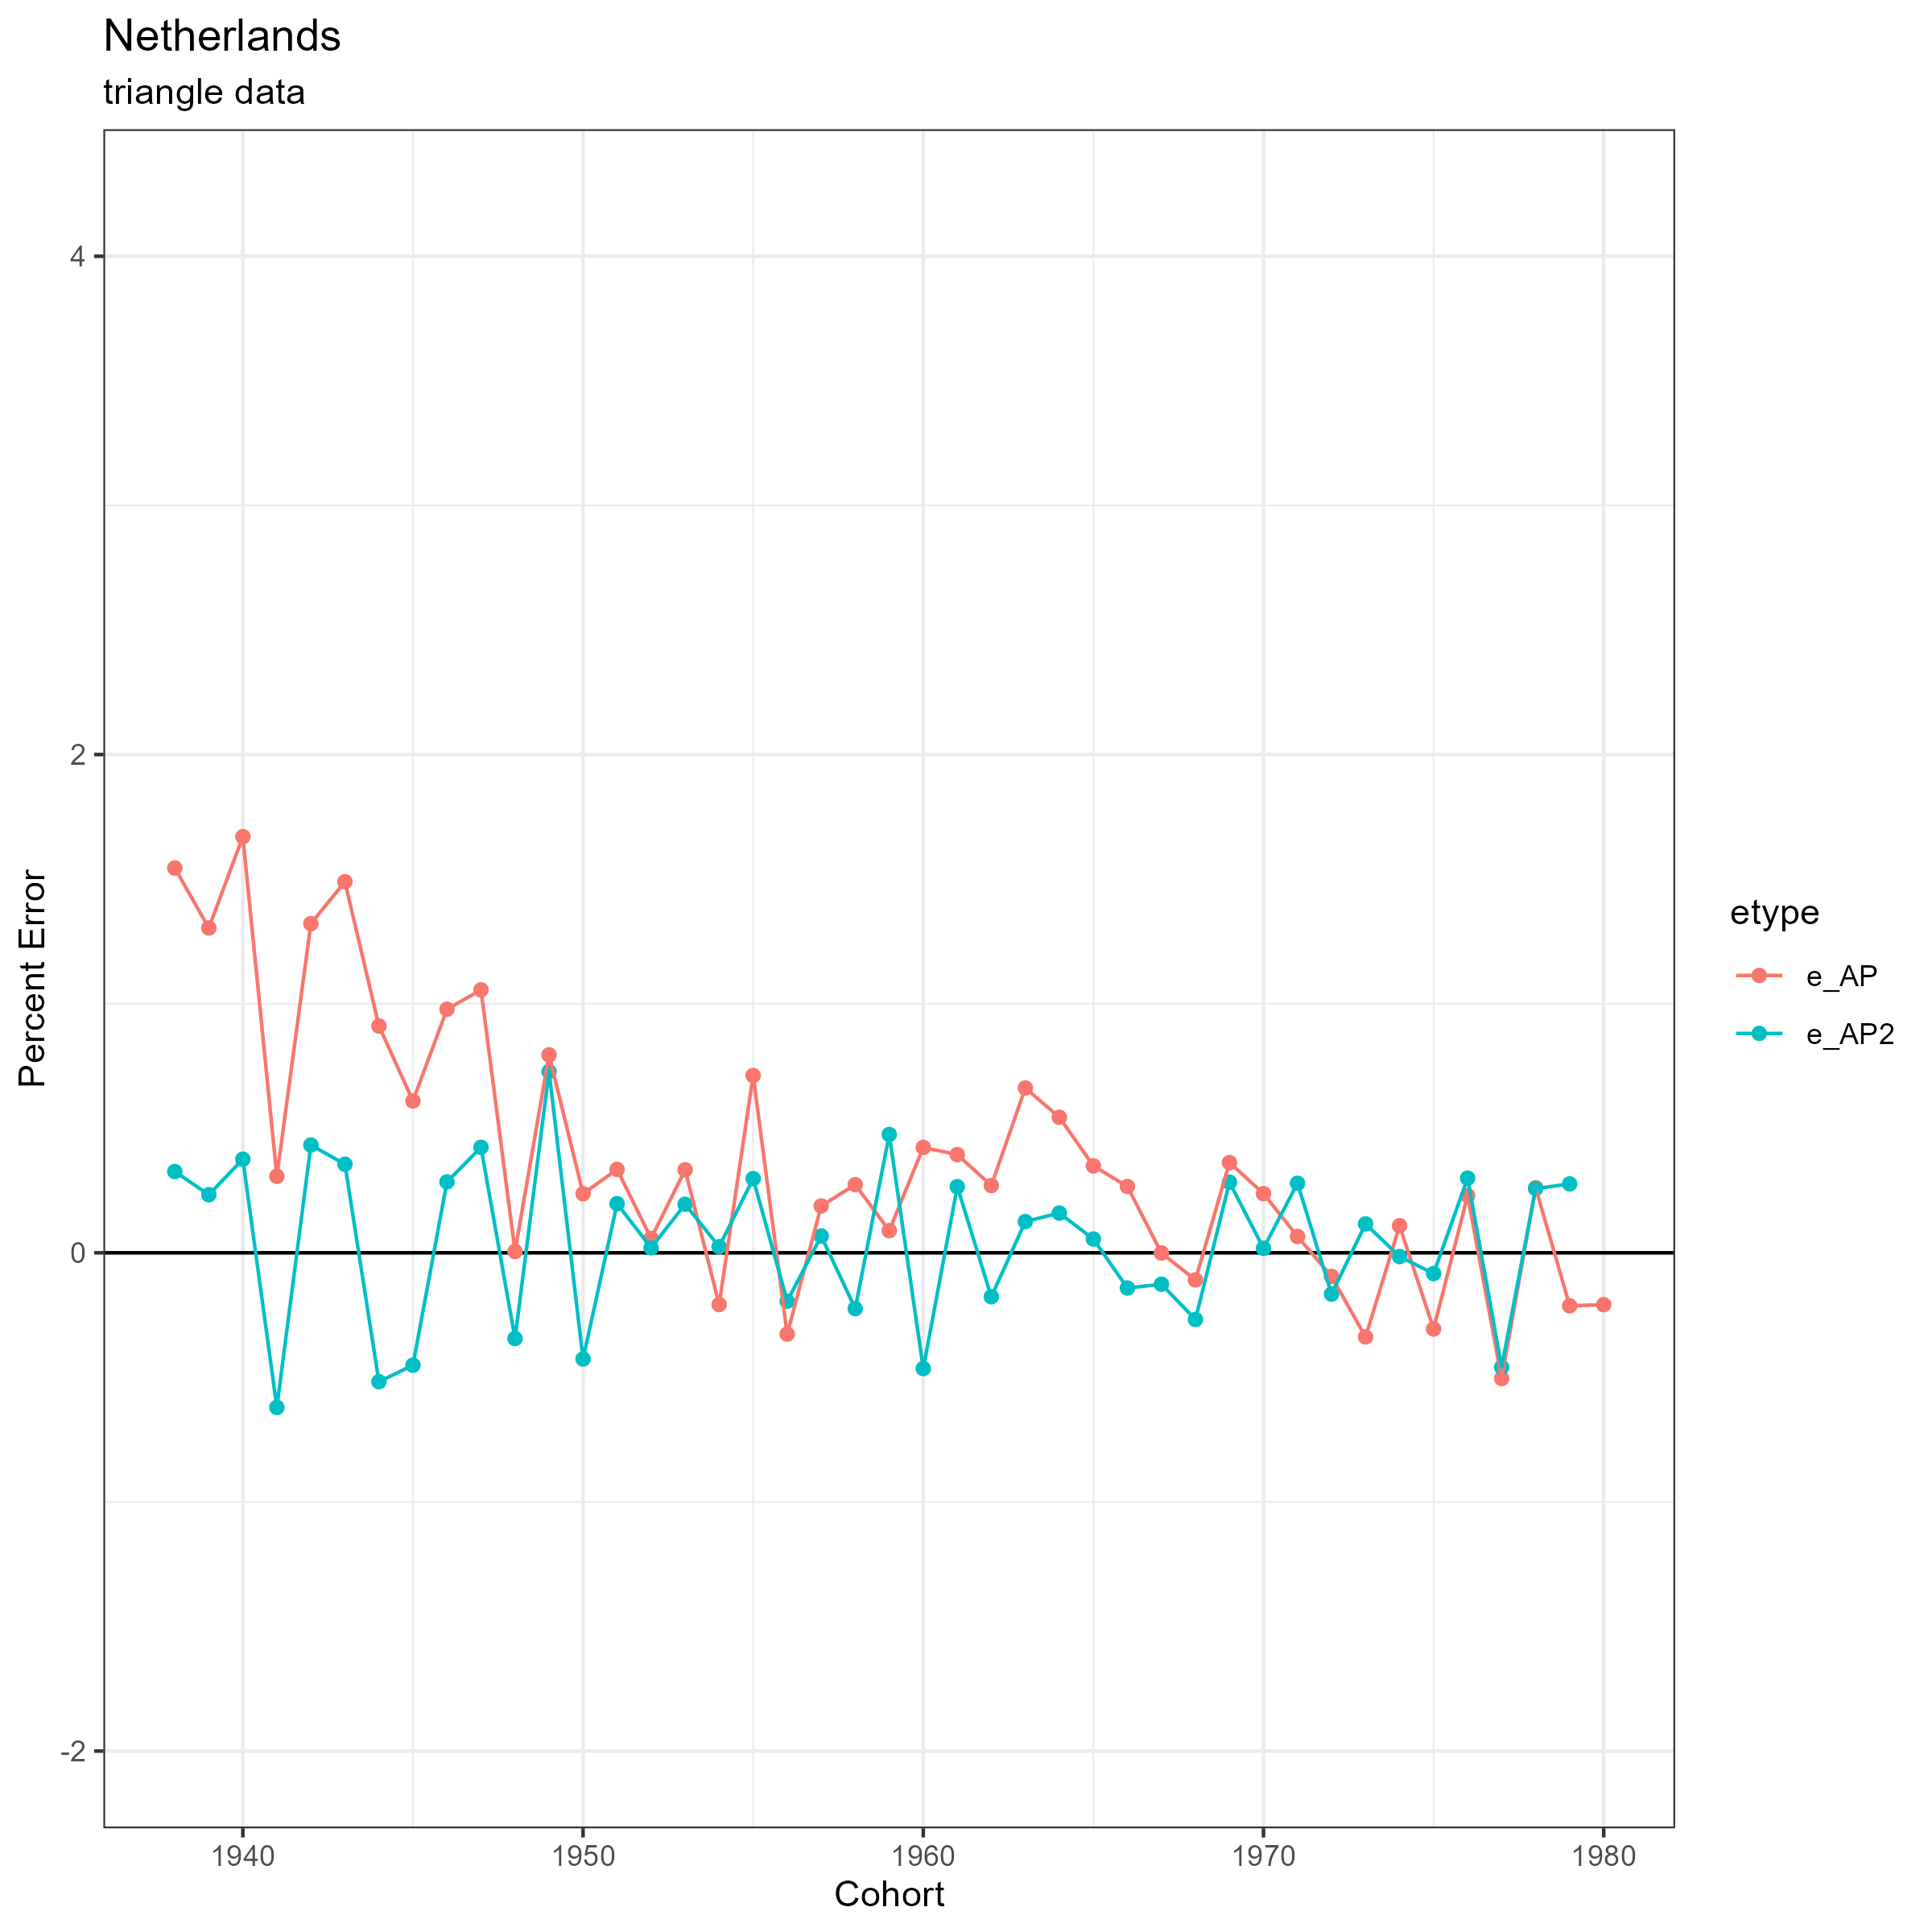 Netherlands
triangle data
Percent Error
4
2
0
-2
1940 1950 1960 1970 1980
Cohort
etype
e_AP
e_AP2